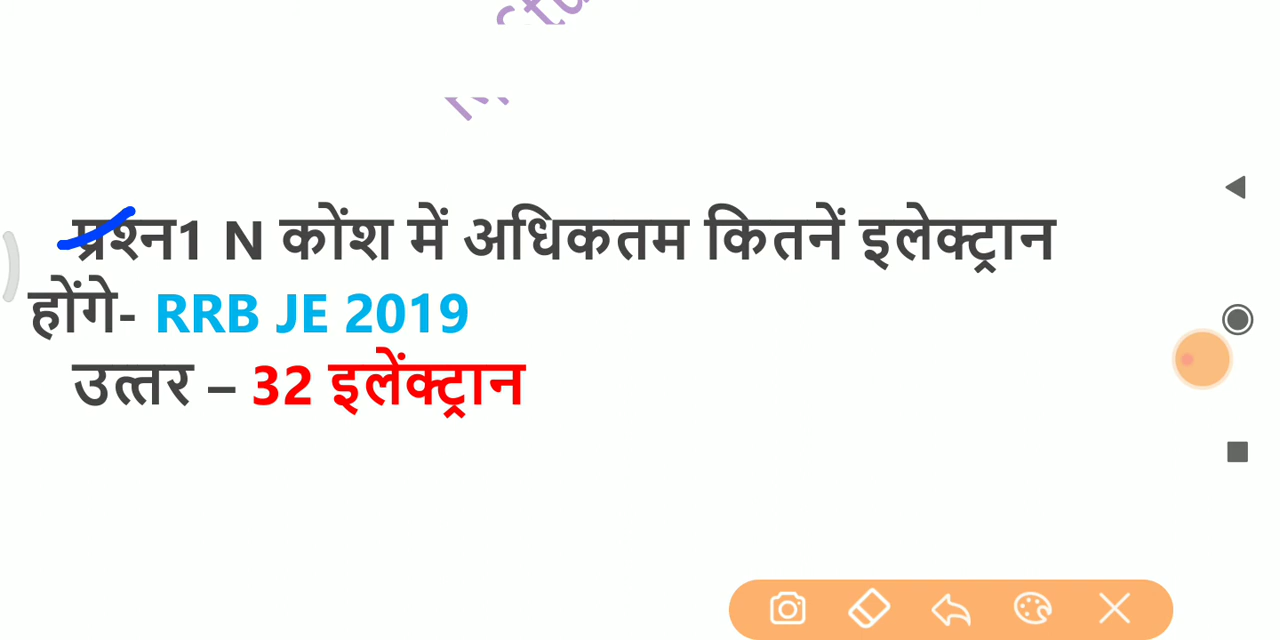 प्रश्न1 N कोंश में अधिकतम कितनें इलेक्ट्रान
होंगे- RRB JE 2019
उत्तर – 32 इलेंक्ट्रान